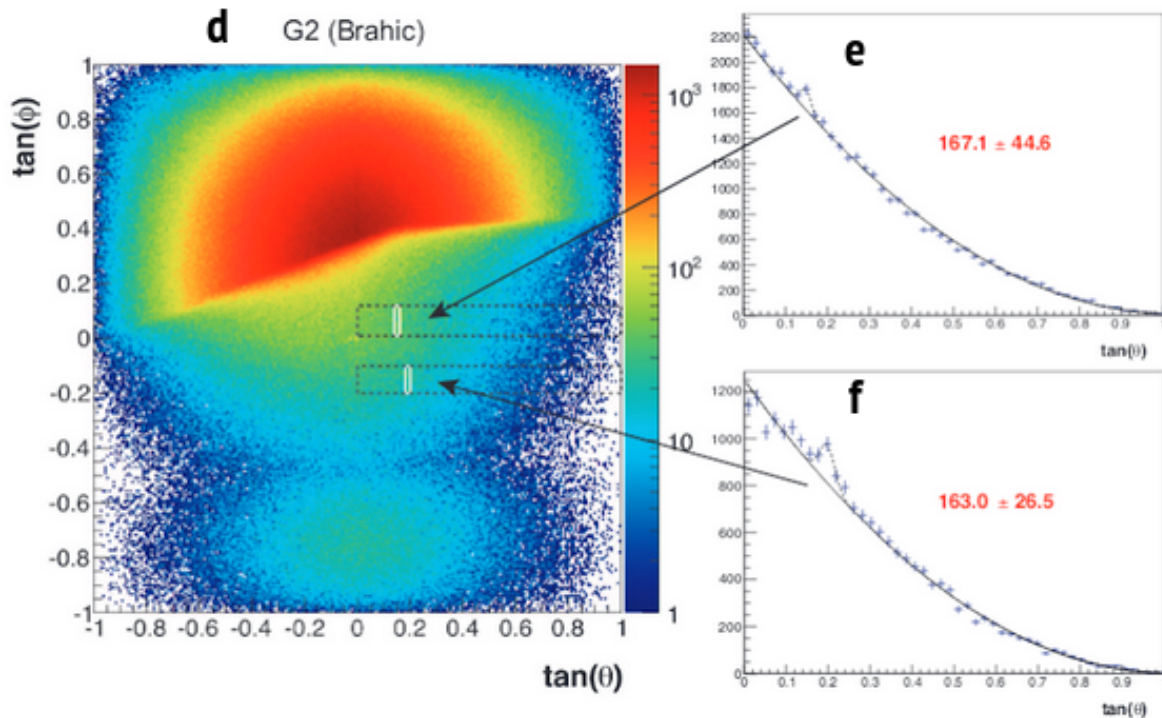 d G2 (Brahic)
tan(ϕ)
1
0.8
0.6
0.4
0.2
0
-0.2
-0.4
-0.6
-0.8
-1
-1 -0.8 -0.6 -0.4 -0.2 0 0.2 0.4 0.6 0.8 1
tan(θ)
10³
10²
10
1
e
167.1 ± 44.6
2200
2000
1800
1600
1400
1200
1000
800
600
400
200
0
0 0.1 0.2 0.3 0.4 0.5 0.6 0.7 0.8 0.9 1
tan(θ)
f
163.0 ± 26.5
1200
1000
800
600
400
200
0
0 0.1 0.2 0.3 0.4 0.5 0.6 0.7 0.8 0.9
tan(θ)